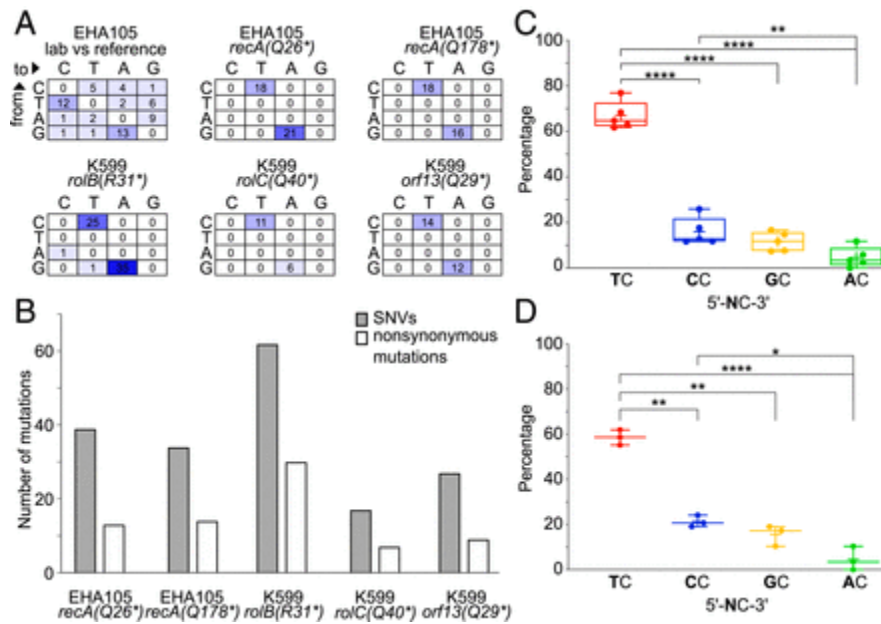 A
EHA105
lab vs reference
to
from
C T A G
C 0 5 4 1
T 12 0 2 6
A 1 2 0 9
G 1 1 13 0
EHA105
recA(Q26*)
C T A G
C 0 18 0 0
T 0 0 0 0
A 0 0 0 0
G 0 0 21 0
EHA105
recA(Q178*)
C T A G
C 0 18 0 0
T 0 0 0 0
A 0 0 0 0
G 0 0 16 0
K599
rolB(R31*)
C T A G
C 0 25 0 0
T 0 0 0 0
A 1 0 0 0
G 0 1 0
K599
rolC(Q40*)
C T A G
C 0 11 0 0
T 0 0 0 0
A 0 0 0 0
G 0 0 6 0
K599
orf13(Q29*)
C T A G
C 0 14 0 0
T 0 0 0 0
A 0 0 0 0
G 0 0 12 0
B
SNVs
nonsynonymous
mutations
Number of mutations
60
40
20
0
EHA105
recA(Q26*)
EHA105
recA(Q178*)
K599
rolB(R31*)
K599
rolC(Q40*)
K599
orf13(Q29*)
C
Percentage
100
80
60
40
20
0
**
****
****
****
TC CC GC AC
5'-NC-3'
D
Percentage
100
80
60
40
20
0
*
****
**
**
TC CC GC AC
5'-NC-3'